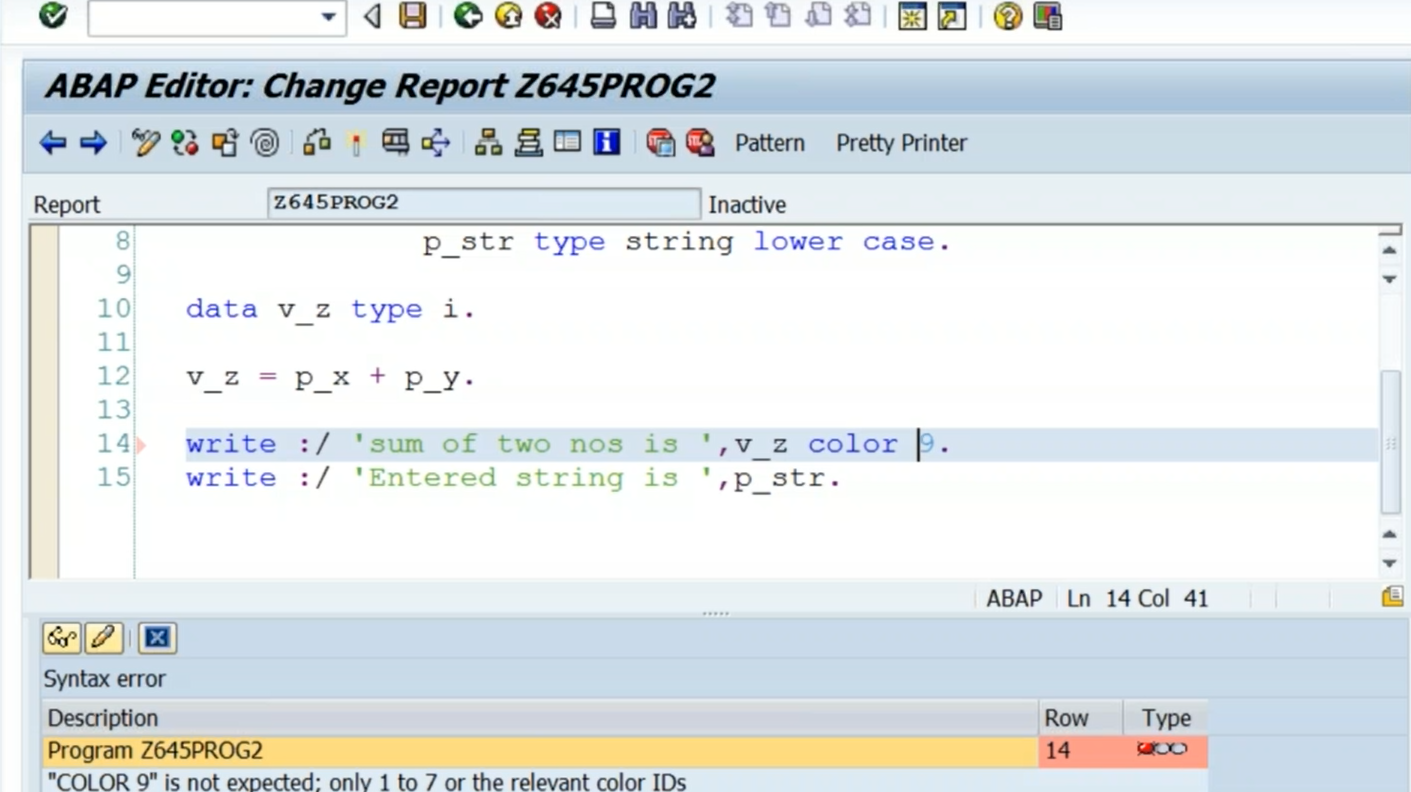 ABAP Editor: Change Report Z645PROG2
Pattern Pretty Printer
Report Z645PROG2 Inactive
8 p_str type string lower case.
9
10 data v_z type i.
11
12 v_z = p_x + p_y.
13
14 write :/ 'sum of two nos is ',v_z color 9.
15 write :/ 'Entered string is ',p_str.
ABAP Ln 14 Col 41
Syntax error
Description Row Type
Program Z645PROG2 14
"COLOR 9" is not expected; only 1 to 7 or the relevant color IDs